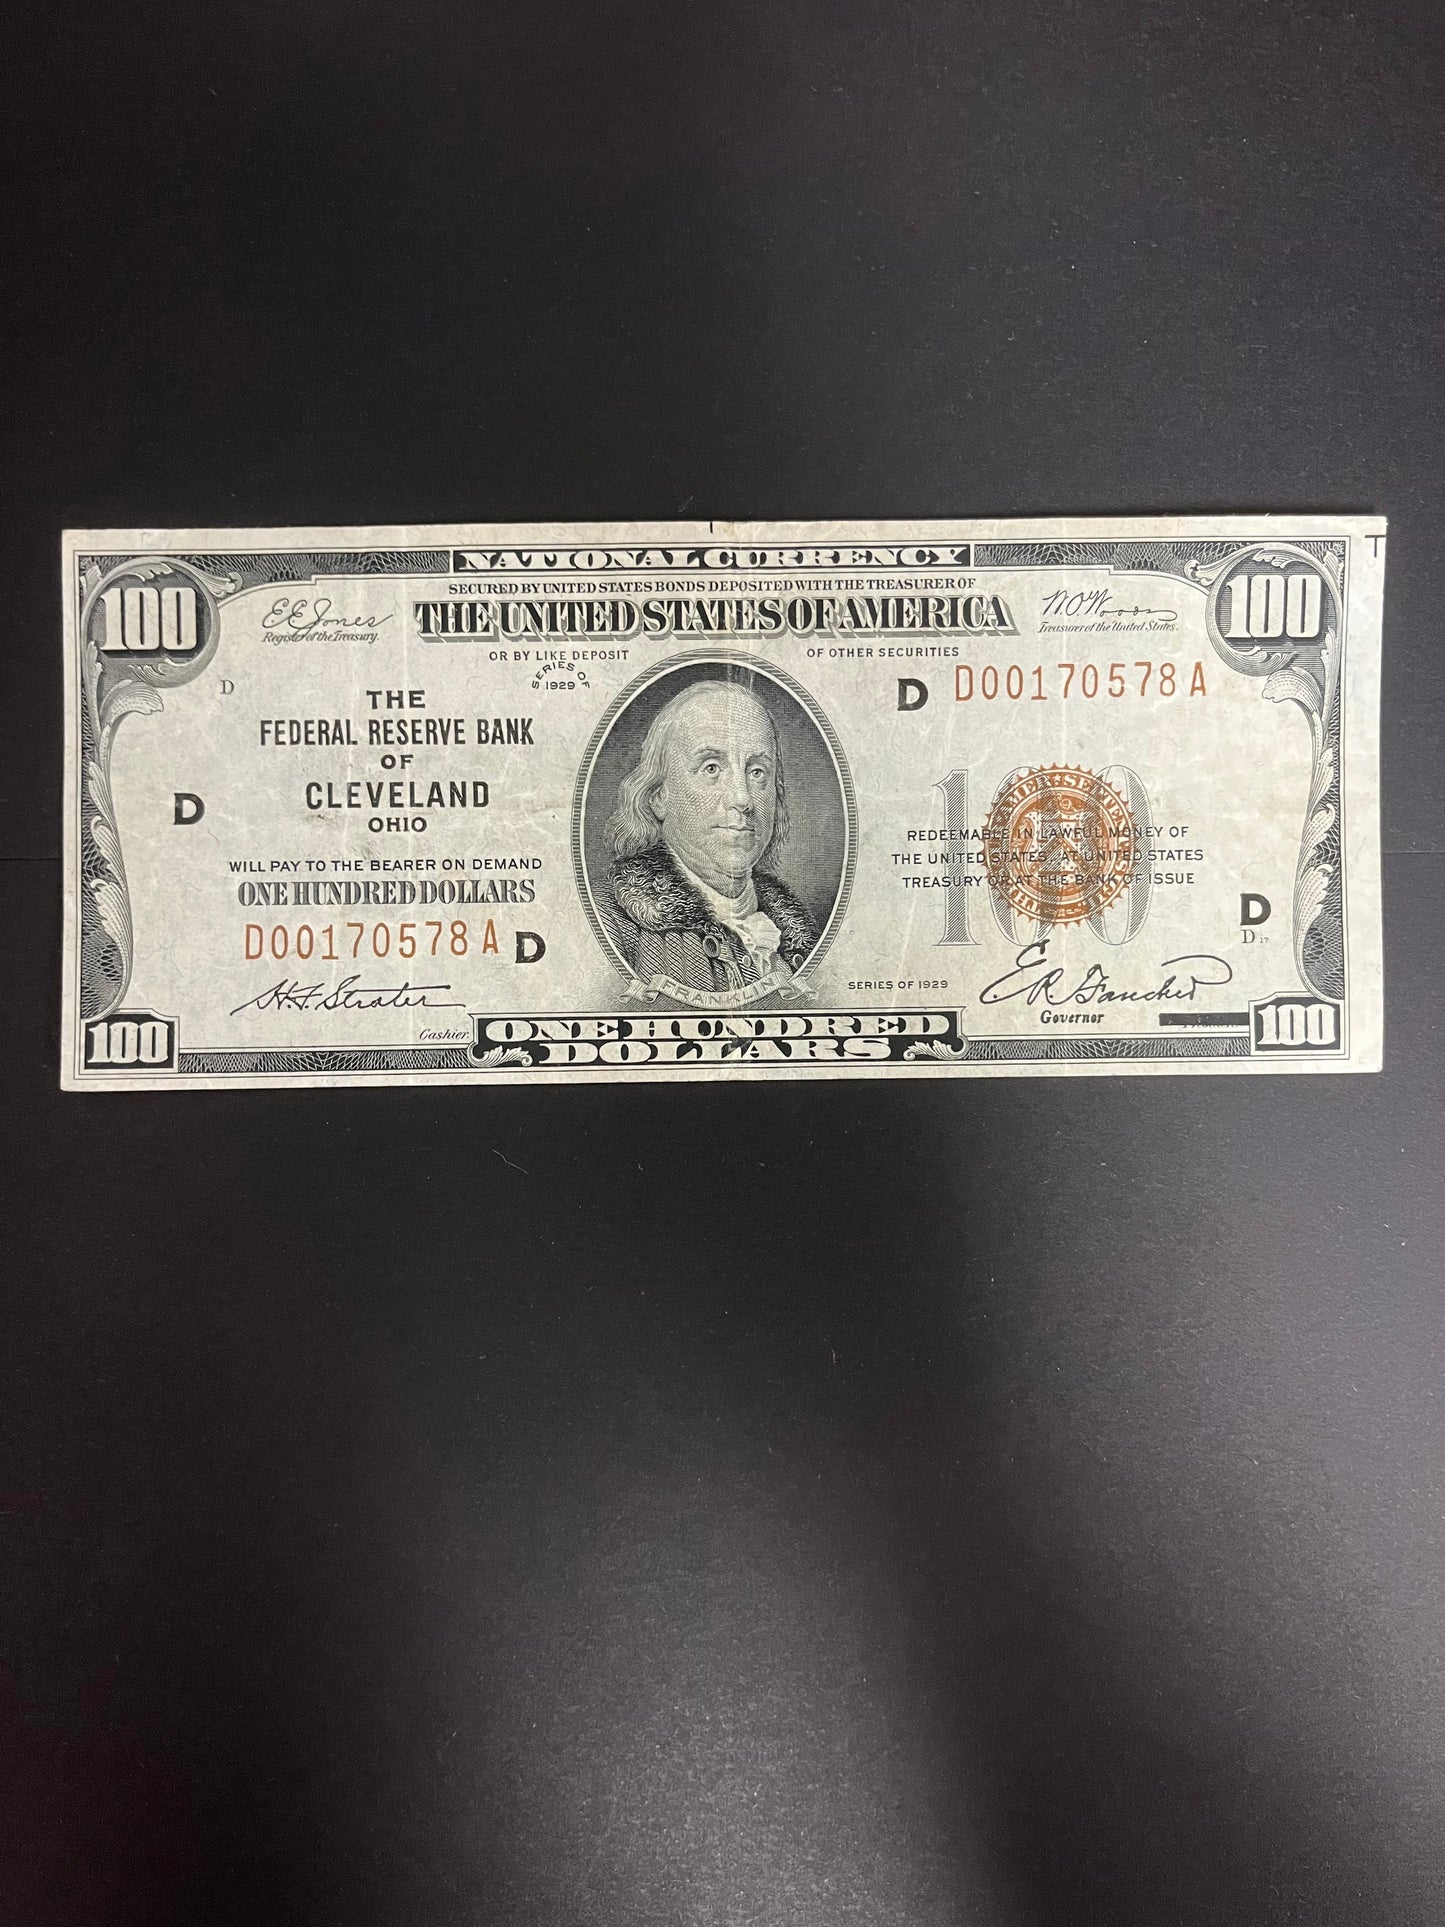 NATIONAL CURRENCY
SECURED BY UNITED STATES BONDS DEPOSITED WITH THE TREASURER OF
THE UNITED STATES OF AMERICA
OR BY LIKE DEPOSIT OF OTHER SECURITIES
100
100
E E Jones
Register of the Treasury.
W.O. Woods
Treasurer of the United States.
SERIES OF
1929
D
D D00170578A
THE
FEDERAL RESERVE BANK
OF
CLEVELAND
OHIO
D
WILL PAY TO THE BEARER ON DEMAND
ONE HUNDRED DOLLARS
D00170578A D
H. F. Strater
Cashier.
FRANKLIN
100
REDEEMABLE IN LAWFUL MONEY OF
THE UNITED STATES, AT UNITED STATES
TREASURY OR AT THE BANK OF ISSUE
D
D 17
SERIES OF 1929
E. R. Fancher
Governor
100
ONE HUNDRED
DOLLARS
100